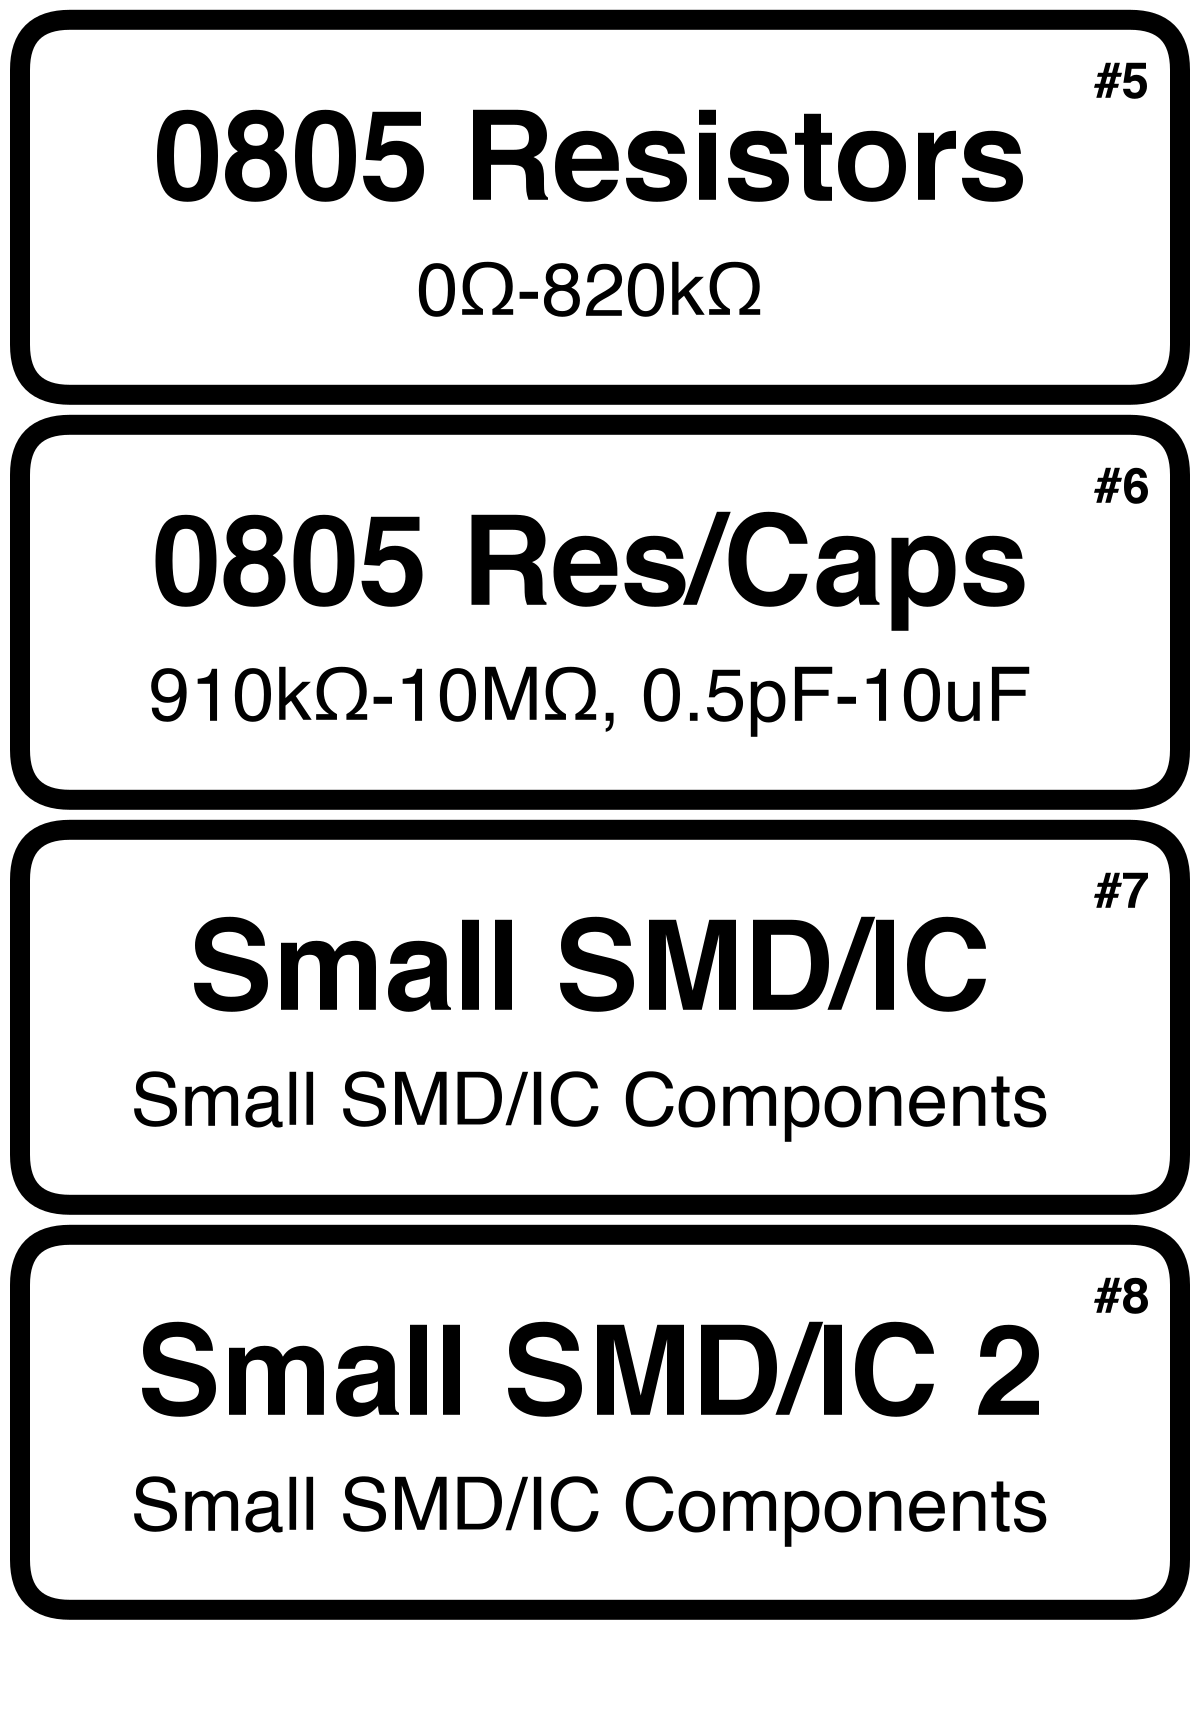 #5
0805 Resistors
0Ω-820kΩ
#6
0805 Res/Caps
910kΩ-10MΩ, 0.5pF-10uF
#7
Small SMD/IC
Small SMD/IC Components
#8
Small SMD/IC 2
Small SMD/IC Components